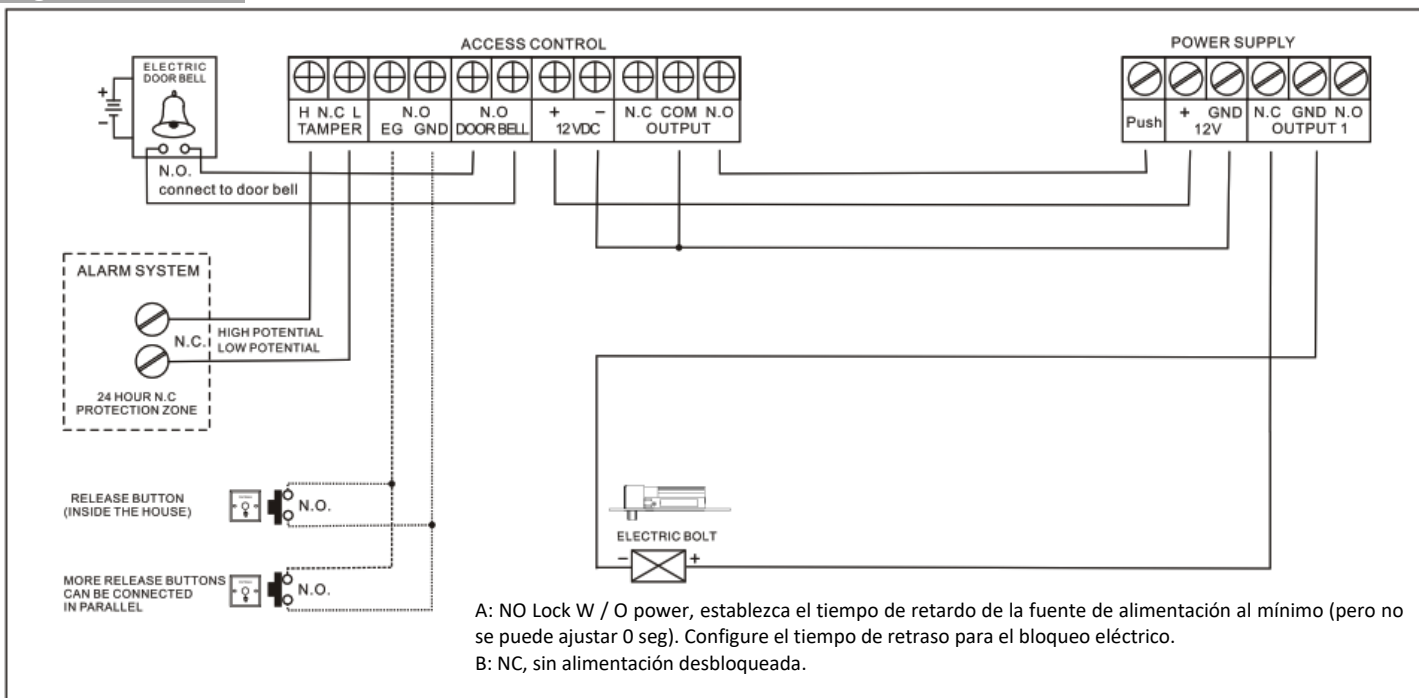 ACCESS CONTROL
POWER SUPPLY
ELECTRIC
DOOR BELL
+
−
N.O.
connect to door bell
H N.C L
TAMPER
N.O
EG GND
N.O
DOOR BELL
+ −
12VDC
N.C COM N.O
OUTPUT
Push
+ GND
12V
N.C GND N.O
OUTPUT 1
ALARM SYSTEM
N.C.
HIGH POTENTIAL
LOW POTENTIAL
24 HOUR N.C
PROTECTION ZONE
RELEASE BUTTON
(INSIDE THE HOUSE)
N.O.
MORE RELEASE BUTTONS
CAN BE CONNECTED
IN PARALLEL
N.O.
ELECTRIC BOLT
− +
A: NO Lock W / O power, establezca el tiempo de retardo de la fuente de alimentación al mínimo (pero no
se puede ajustar 0 seg). Configure el tiempo de retraso para el bloqueo eléctrico.
B: NC, sin alimentación desbloqueada.